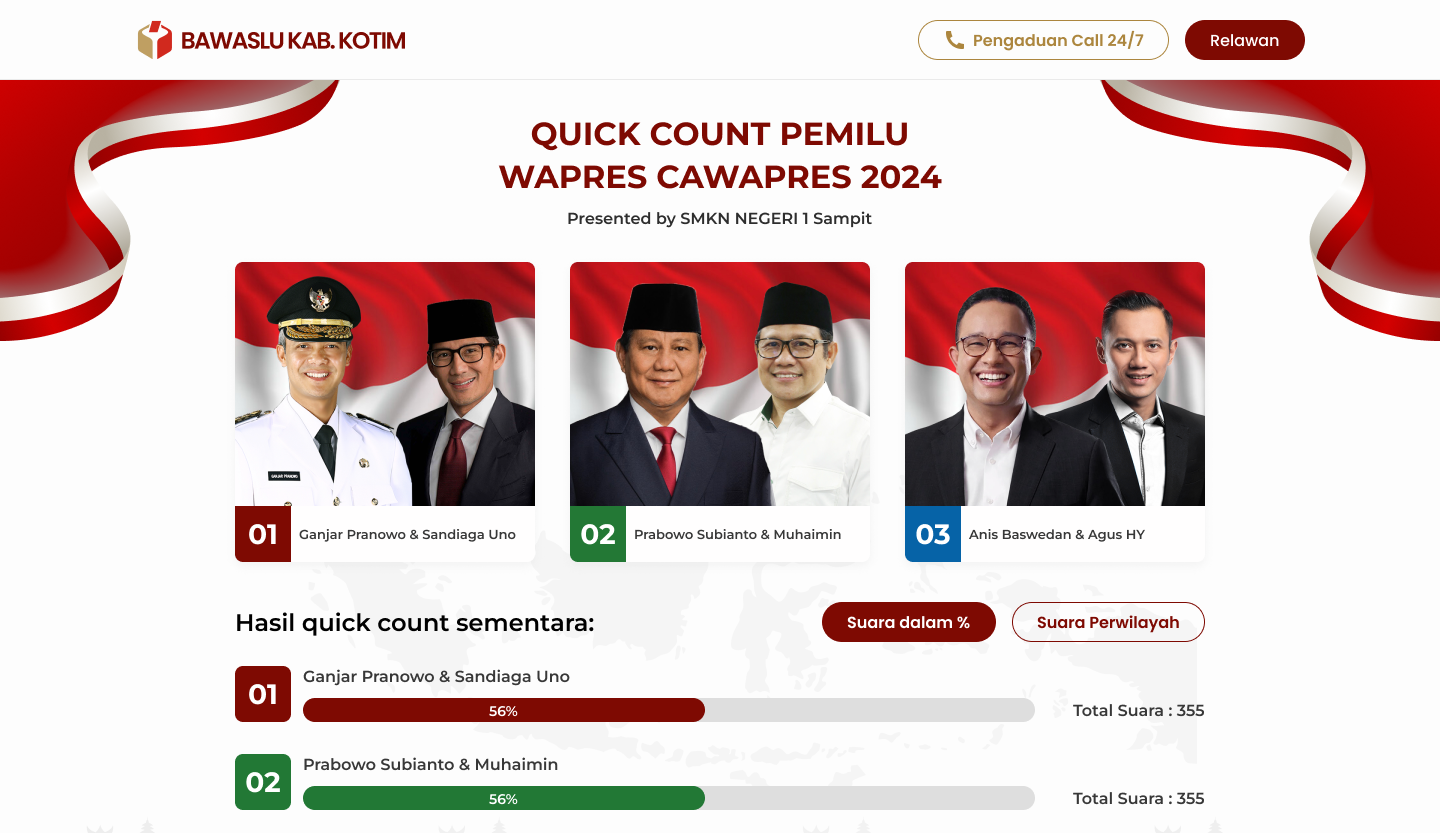 BAWASLU KAB. KOTIM
Pengaduan Call 24/7
Relawan
QUICK COUNT PEMILU
WAPRES CAWAPRES 2024
Presented by SMKN NEGERI 1 Sampit
GANJAR PRANOWO
01
Ganjar Pranowo & Sandiaga Uno
02
Prabowo Subianto & Muhaimin
03
Anis Baswedan & Agus HY
Hasil quick count sementara:
Suara dalam %
Suara Perwilayah
01
Ganjar Pranowo & Sandiaga Uno
56%
Total Suara : 355
02
Prabowo Subianto & Muhaimin
56%
Total Suara : 355